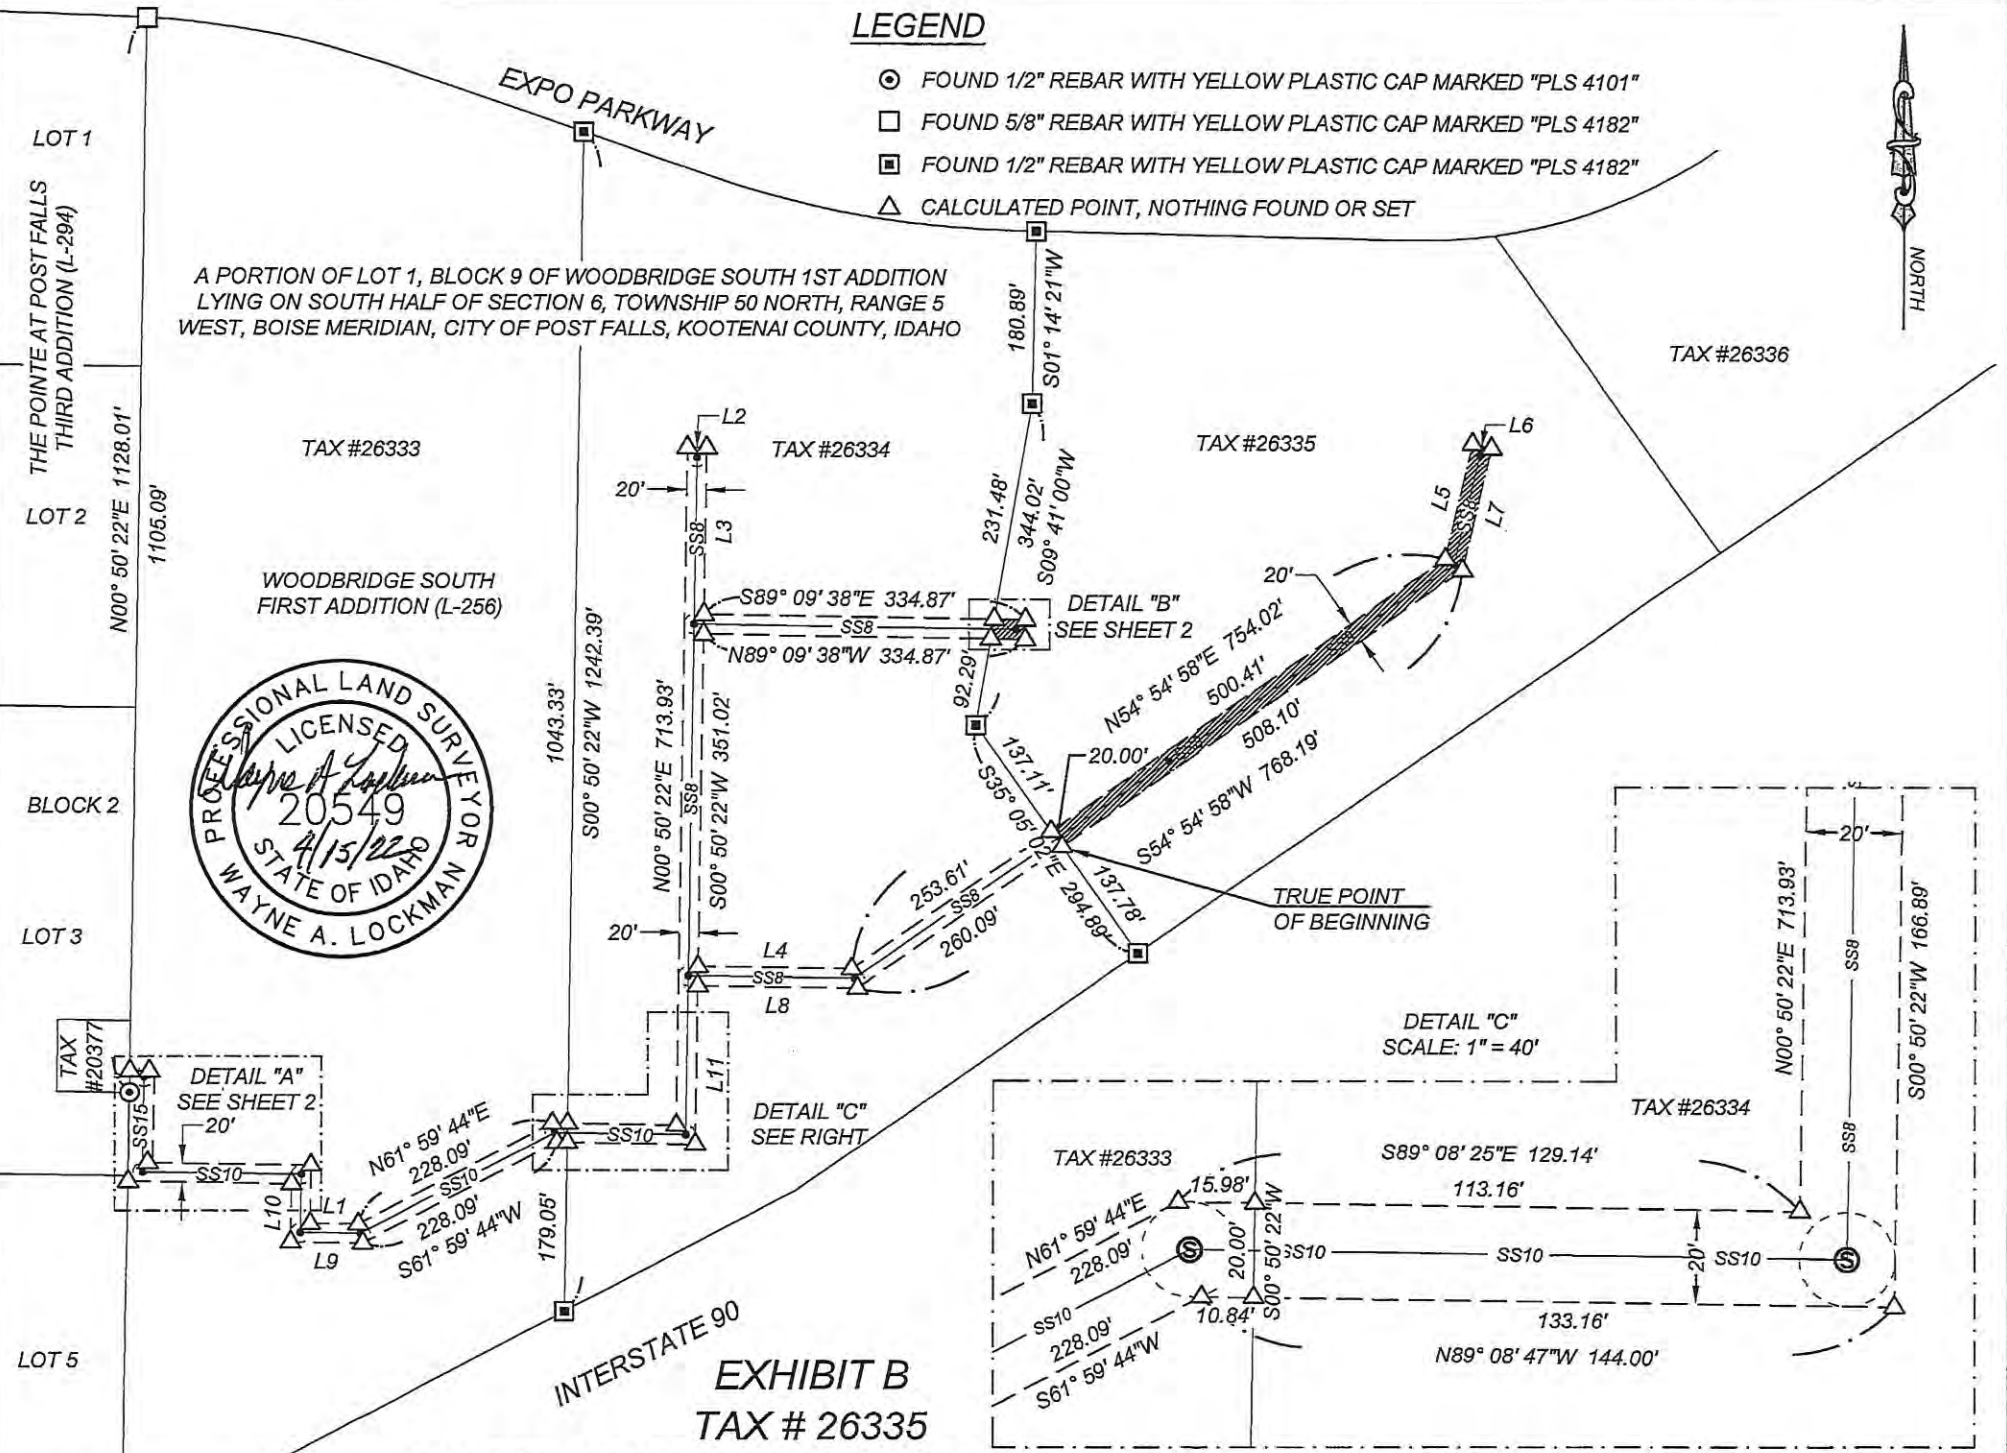 LEGEND
FOUND 1/2" REBAR WITH YELLOW PLASTIC CAP MARKED "PLS 4101"
FOUND 5/8" REBAR WITH YELLOW PLASTIC CAP MARKED "PLS 4182"
FOUND 1/2" REBAR WITH YELLOW PLASTIC CAP MARKED "PLS 4182"
CALCULATED POINT, NOTHING FOUND OR SET
NORTH
EXPO PARKWAY
LOT 1
THE POINTE AT POST FALLS
THIRD ADDITION (L-294)
A PORTION OF LOT 1, BLOCK 9 OF WOODBRIDGE SOUTH 1ST ADDITION
LYING ON SOUTH HALF OF SECTION 6, TOWNSHIP 50 NORTH, RANGE 5
WEST, BOISE MERIDIAN, CITY OF POST FALLS, KOOTENAI COUNTY, IDAHO
180.89'
S01° 14' 21"W
TAX #26336
N00° 50' 22"E 1128.01'
1105.09'
TAX #26333
L2
TAX #26334
TAX #26335
L6
20'
SS8
L3
231.48'
344.02'
S09° 41' 00"W
L5
SS8
L7
LOT 2
WOODBRIDGE SOUTH
FIRST ADDITION (L-256)
S89° 09' 38"E 334.87'
SS8
N89° 09' 38"W 334.87'
DETAIL "B"
SEE SHEET 2
20'
92.29'
N54° 54' 58"E 754.02'
500.41'
508.10'
S54° 54' 58"W 768.19'
1043.33'
S00° 50' 22"W 1242.39'
N00° 50' 22"E 713.93'
SS8
S00° 50' 22"W 351.02'
PROFESSIONAL LAND SURVEYOR
LICENSED
Wayne A Lockman
20549
4/15/22
STATE OF IDAHO
WAYNE A. LOCKMAN
BLOCK 2
137.11'
20.00'
S35° 05' 02"E 294.89'
137.78'
TRUE POINT
OF BEGINNING
LOT 3
20'
L4
SS8
L8
253.61'
SS8
260.09'
TAX
#20377
DETAIL "A"
SEE SHEET 2
SS15
20'
SS10
L10
L1
L9
N61° 59' 44"E
228.09'
SS10
228.09'
S61° 59' 44"W
SS10
L11
DETAIL "C"
SEE RIGHT
179.05'
LOT 5
INTERSTATE 90
EXHIBIT B
TAX # 26335
DETAIL "C"
SCALE: 1" = 40'
20'
N00° 50' 22"E 713.93'
SS8
S00° 50' 22"W 166.89'
TAX #26334
SS8
TAX #26333
S89° 08' 25"E 129.14'
15.98'
113.16'
N61° 59' 44"E
228.09'
S
20.00'
S00° 50' 22"W
SS10
SS10
20'
SS10
S
SS10
228.09'
S61° 59' 44"W
10.84'
133.16'
N89° 08' 47"W 144.00'